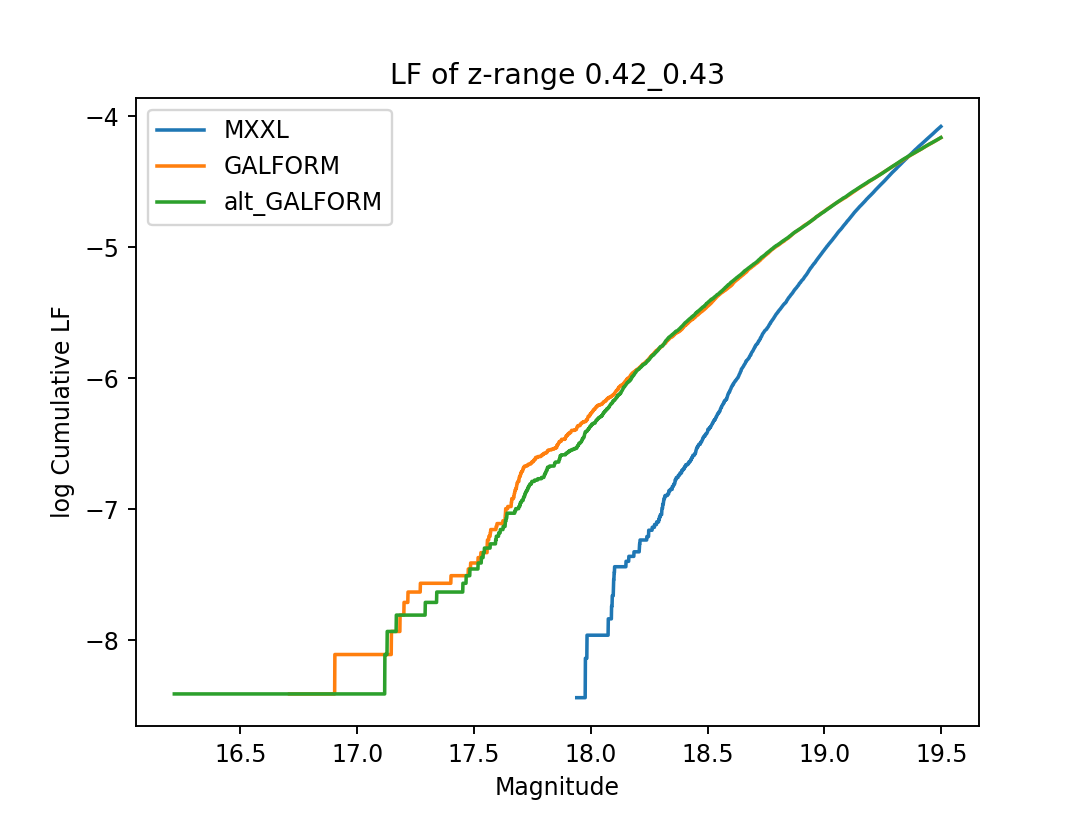 LF of z-range 0.42_0.43
MXXL
GALFORM
alt_GALFORM
log Cumulative LF
−4
−5
−6
−7
−8
16.5 17.0 17.5 18.0 18.5 19.0 19.5
Magnitude